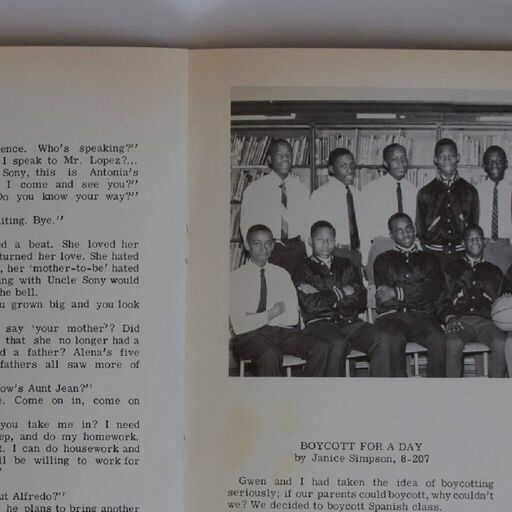 ence. Who's speaking?"
I speak to Mr. Lopez?...
Sony, this is Antonia's
I come and see you?"
Do you know your way?"
iting. Bye."
d a beat. She loved her
turned her love. She hated
, her 'mother-to-be' hated
ng with Uncle Sony would
he bell.
u grown big and you look
say 'your mother'? Did
that she no longer had a
d a father? Alena's five
fathers all saw more of
ow's Aunt Jean?"
e. Come on in, come on
you take me in? I need
ep, and do my homework.
t. I can do housework and
ll be willing to work for
ut Alfredo?"
he plans to bring another
BOYCOTT FOR A DAY
by Janice Simpson, 8-207
Gwen and I had taken the idea of boycotting
seriously; if our parents could boycott, why couldn't
we? We decided to boycott Spanish class.